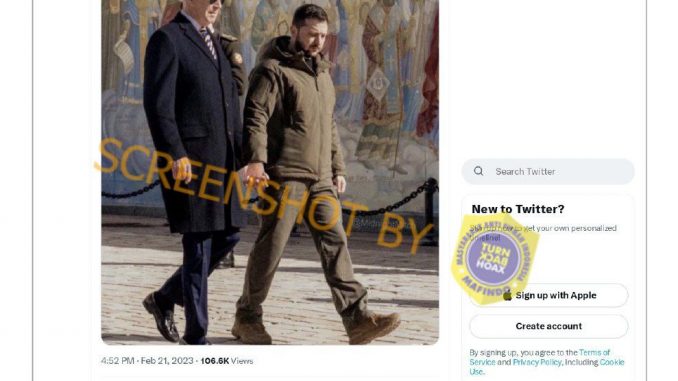 SCREENSHOT BY
Search Twitter
New to Twitter?
Sign up now to get your own personalized
timeline!
MASYARAKAT ANTI FITNAH INDONESIA
TURN
BACK
HOAX
MAFINDO
Sign up with Apple
Create account
By signing up, you agree to the Terms of
Service and Privacy Policy, including Cookie
Use.
4:52 PM · Feb 21, 2023 · 106.6K Views